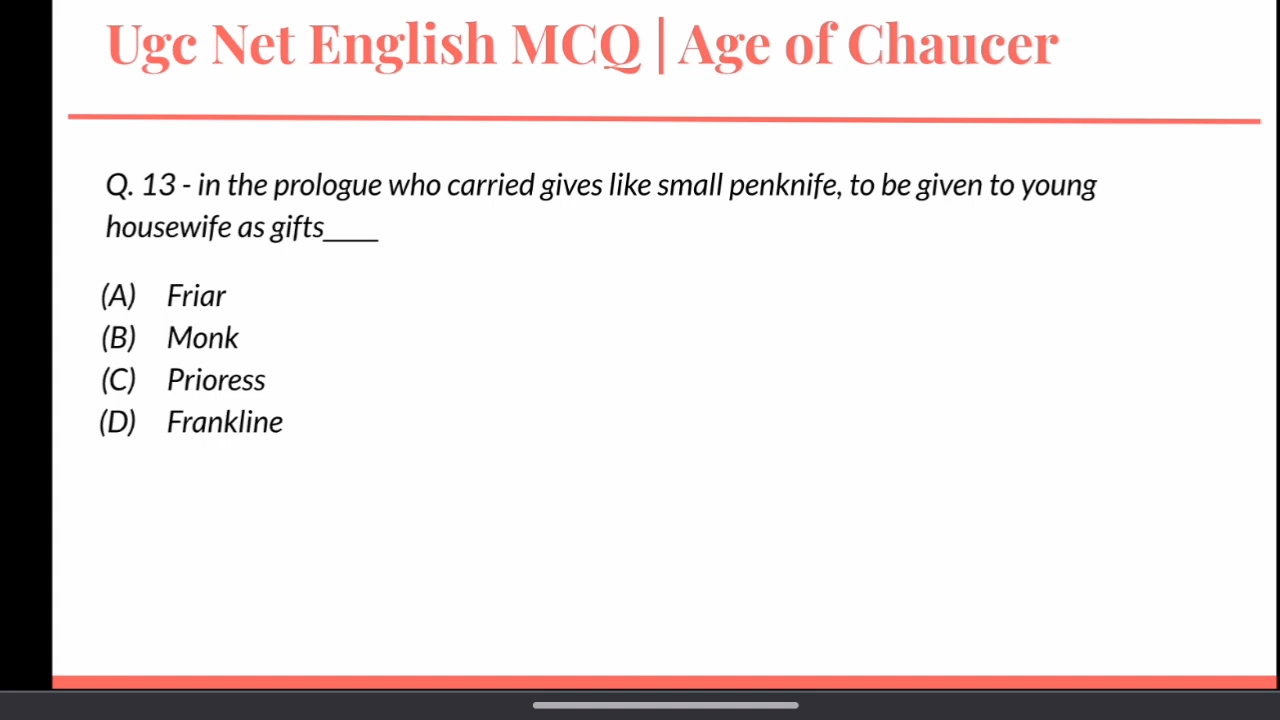 Ugc Net English MCQ | Age of Chaucer
Q. 13 - in the prologue who carried gives like small penknife, to be given to young
housewife as gifts____
(A) Friar
(B) Monk
(C) Prioress
(D) Frankline